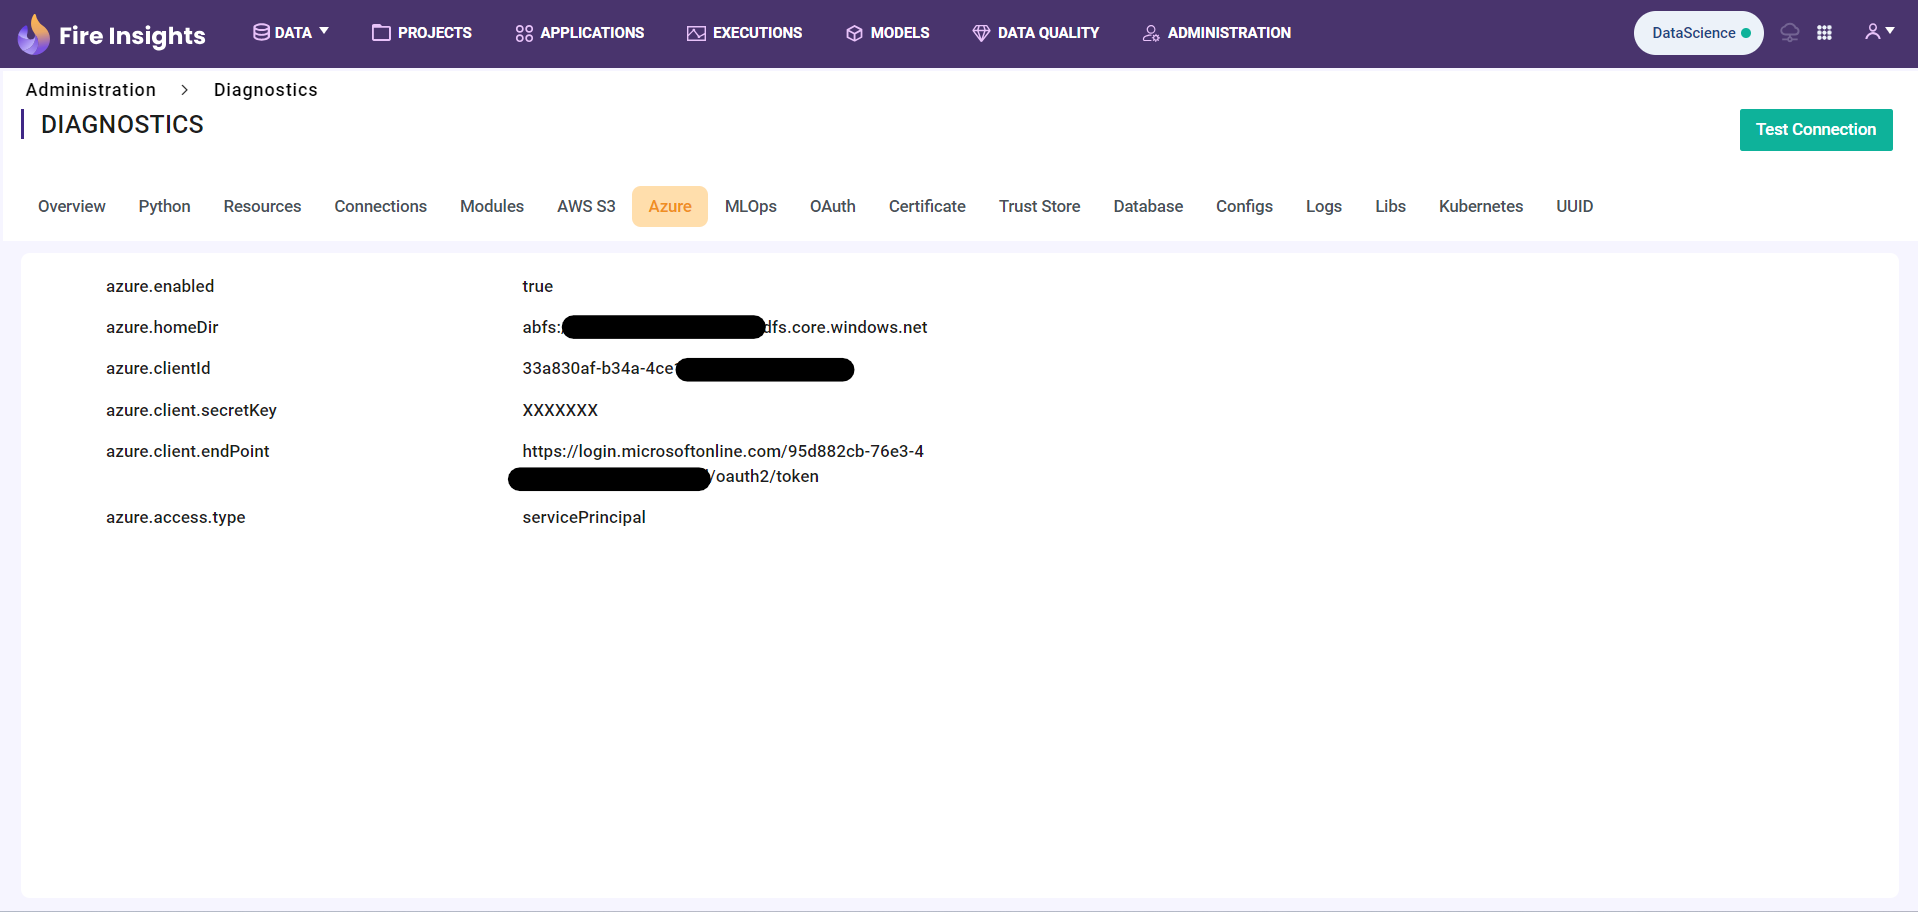 Fire Insights DATA PROJECTS APPLICATIONS EXECUTIONS MODELS DATA QUALITY ADMINISTRATION DataScience
Administration > Diagnostics
DIAGNOSTICS
Test Connection
Overview Python Resources Connections Modules AWS S3 Azure MLOps OAuth Certificate Trust Store Database Configs Logs Libs Kubernetes UUID
azure.enabled true
azure.homeDir abfs: dfs.core.windows.net
azure.clientId 33a830af-b34a-4ce
azure.client.secretKey XXXXXXX
azure.client.endPoint https://login.microsoftonline.com/95d882cb-76e3-4
/oauth2/token
azure.access.type servicePrincipal